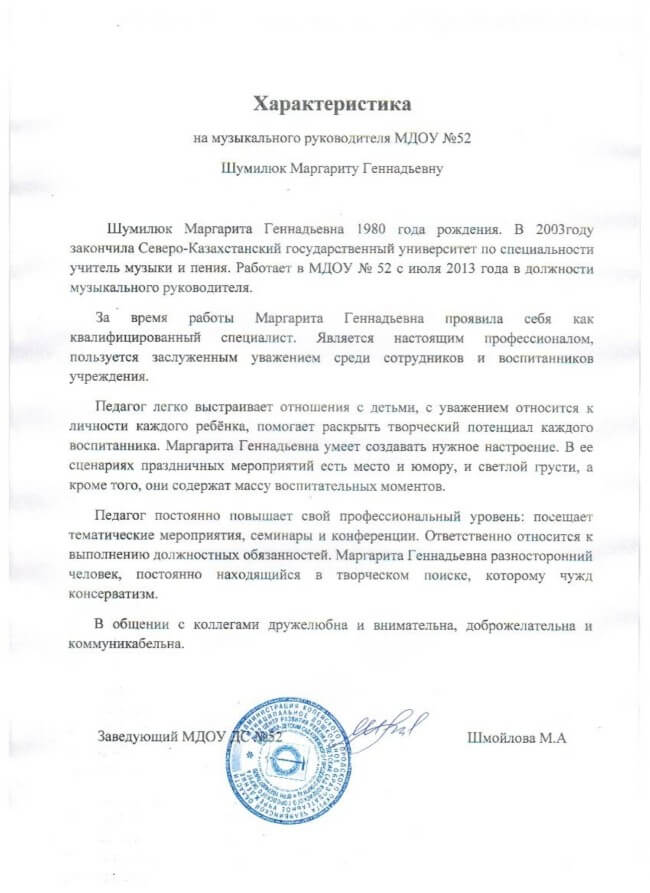 Характеристика
на музыкального руководителя МДОУ №52
Шумилюк Маргариту Геннадьевну
Шумилюк Маргарита Геннадьевна 1980 года рождения. В 2003году
закончила Северо-Казахстанский государственный университет по специальности
учитель музыки и пения. Работает в МДОУ № 52 с июля 2013 года в должности
музыкального руководителя.
За время работы Маргарита Геннадьевна проявила себя как
квалифицированный специалист. Является настоящим профессионалом,
пользуется заслуженным уважением среди сотрудников и воспитанников
учреждения.
Педагог легко выстраивает отношения с детьми, с уважением относится к
личности каждого ребёнка, помогает раскрыть творческий потенциал каждого
воспитанника. Маргарита Геннадьевна умеет создавать нужное настроение. В ее
сценариях праздничных мероприятий есть место и юмору, и светлой грусти, а
кроме того, они содержат массу воспитательных моментов.
Педагог постоянно повышает свой профессиональный уровень: посещает
тематические мероприятия, семинары и конференции. Ответственно относится к
выполнению должностных обязанностей. Маргарита Геннадьевна разносторонний
человек, постоянно находящийся в творческом поиске, которому чужд
консерватизм.
В общении с коллегами дружелюбна и внимательна, доброжелательна и
коммуникабельна.
Заведующий МДОУ ДС №52 Шмойлова М.А